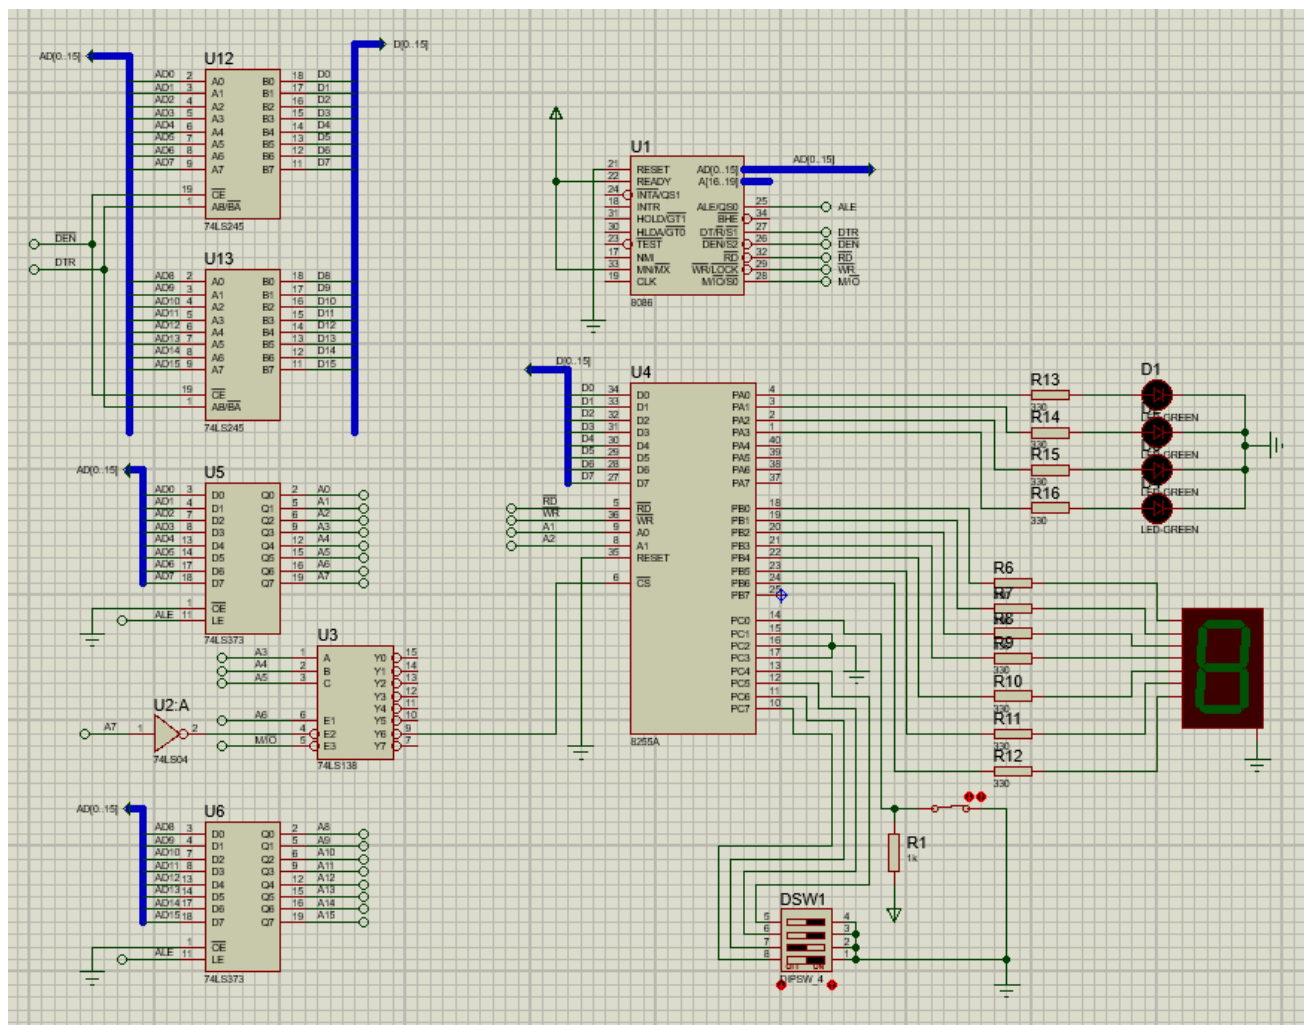 AD[0..15]
D[0..15]
U12
AD0 2 A0 B0 18 D0
AD1 3 A1 B1 17 D1
AD2 4 A2 B2 16 D2
AD3 5 A3 B3 15 D3
AD4 6 A4 B4 14 D4
AD5 7 A5 B5 13 D5
AD6 8 A6 B6 12 D6
AD7 9 A7 B7 11 D7
19 CE
1 AB/BA
74LS245
DEN
DTR
U13
AD8 2 A0 B0 18 D8
AD9 3 A1 B1 17 D9
AD10 4 A2 B2 16 D10
AD11 5 A3 B3 15 D11
AD12 6 A4 B4 14 D12
AD13 7 A5 B5 13 D13
AD14 8 A6 B6 12 D14
AD15 9 A7 B7 11 D15
19 CE
1 AB/BA
74LS245
U1
21 RESET AD[0..15] AD[0..15]
22 READY A[16..19]
24 INTA/QS1
18 INTR ALE/QS0 25 ALE
31 HOLD/GT1 BHE 34
30 HLDA/GT0 DT/R/S1 27 DTR
23 TEST DEN/S2 26 DEN
17 NMI RD 32 RD
33 MN/MX WR/LOCK 29 WR
19 CLK M/IO/S0 28 M/IO
8086
AD[0..15]
U5
AD0 3 D0 Q0 2 A0
AD1 4 D1 Q1 5 A1
AD2 7 D2 Q2 6 A2
AD3 8 D3 Q3 9 A3
AD4 13 D4 Q4 12 A4
AD5 14 D5 Q5 15 A5
AD6 17 D6 Q6 16 A6
AD7 18 D7 Q7 19 A7
1 OE
ALE 11 LE
74LS373
U3
A3 1 A Y0 15
A4 2 B Y1 14
A5 3 C Y2 13
Y3 12
Y4 11
A6 6 E1 Y5 10
4 E2 Y6 9
M/IO 5 E3 Y7 7
74LS138
U2:A
A7 1 2
74LS04
AD[0..15]
U6
AD8 3 D0 Q0 2 A8
AD9 4 D1 Q1 5 A9
AD10 7 D2 Q2 6 A10
AD11 8 D3 Q3 9 A11
AD12 13 D4 Q4 12 A12
AD13 14 D5 Q5 15 A13
AD14 17 D6 Q6 16 A14
AD15 18 D7 Q7 19 A15
1 OE
ALE 11 LE
74LS373
D[0..15]
U4
D0 34 D0 PA0 4
D1 33 D1 PA1 3
D2 32 D2 PA2 2
D3 31 D3 PA3 1
D4 30 D4 PA4 40
D5 29 D5 PA5 39
D6 28 D6 PA6 38
D7 27 D7 PA7 37
RD 5 RD PB0 18
WR 36 WR PB1 19
A1 9 A0 PB2 20
A2 8 A1 PB3 21
35 RESET PB4 22
PB5 23
6 CS PB6 24
PB7 25
PC0 14
PC1 15
PC2 16
PC3 17
PC4 13
PC5 12
PC6 11
PC7 10
8255A
R13
330
D1
LED-GREEN
R14
330
LED-GREEN
R15
330
LED-GREEN
R16
330
LED-GREEN
R6
R7
R8
R9
R10
330
R11
330
R12
330
R1
1k
DSW1
5 4
6 3
7 2
8 1
OFF ON
DIPSW_4